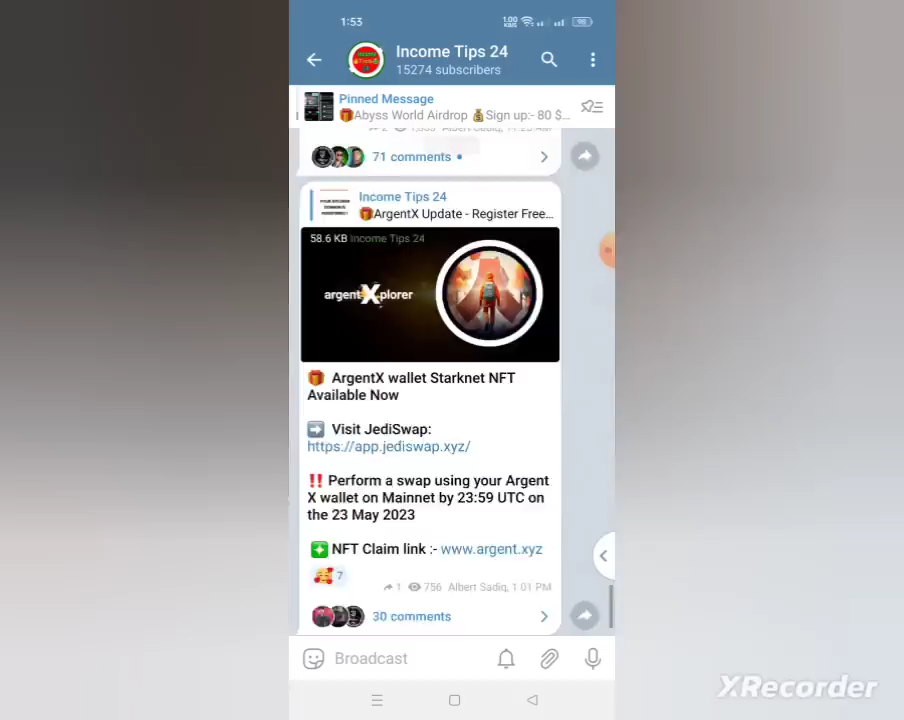 1:53
1.00
KB/S
98
Income Tips 24
15274 subscribers
Pinned Message
🎁Abyss World Airdrop 💰Sign up:- 80 $...
71 comments
Income Tips 24
🎁ArgentX Update - Register Free...
58.6 KB Income Tips 24
argentXplorer
🎁 ArgentX wallet Starknet NFT
Available Now
➡️ Visit JediSwap:
https://app.jediswap.xyz/
‼️ Perform a swap using your Argent
X wallet on Mainnet by 23:59 UTC on
the 23 May 2023
❇️ NFT Claim link :- www.argent.xyz
🥰 7
1 756 Albert Sadiq, 1:01 PM
30 comments
Broadcast
XRecorder